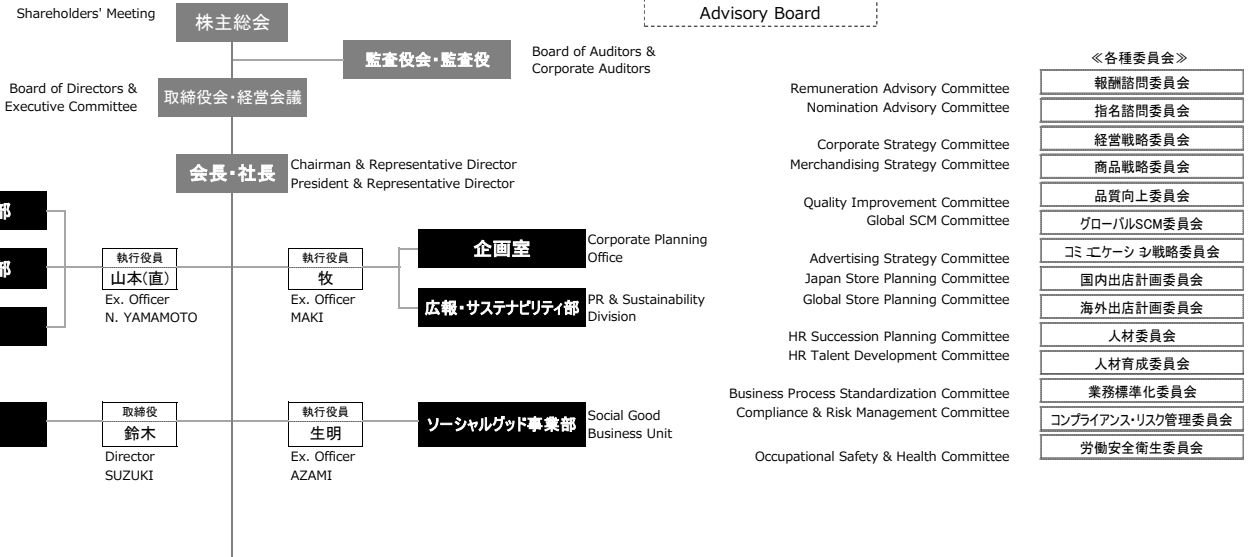 Shareholders' Meeting
株主総会
Advisory Board
監査役会・監査役
Board of Auditors &
Corporate Auditors
Board of Directors &
Executive Committee
取締役会・経営会議
会長・社長
Chairman & Representative Director
President & Representative Director
部
部
執行役員
山本(直)
Ex. Officer
N. YAMAMOTO
執行役員
牧
Ex. Officer
MAKI
企画室
Corporate Planning
Office
広報・サステナビリティ部
PR & Sustainability
Division
取締役
鈴木
Director
SUZUKI
執行役員
生明
Ex. Officer
AZAMI
ソーシャルグッド事業部
Social Good
Business Unit
≪各種委員会≫
Remuneration Advisory Committee
報酬諮問委員会
Nomination Advisory Committee
指名諮問委員会
Corporate Strategy Committee
経営戦略委員会
Merchandising Strategy Committee
商品戦略委員会
Quality Improvement Committee
品質向上委員会
Global SCM Committee
グローバルSCM委員会
Advertising Strategy Committee
戦略委員会
Japan Store Planning Committee
国内出店計画委員会
Global Store Planning Committee
海外出店計画委員会
HR Succession Planning Committee
人材委員会
HR Talent Development Committee
人材育成委員会
Business Process Standardization Committee
業務標準化委員会
Compliance & Risk Management Committee
コンプライアンス・リスク管理委員会
Occupational Safety & Health Committee
労働安全衛生委員会